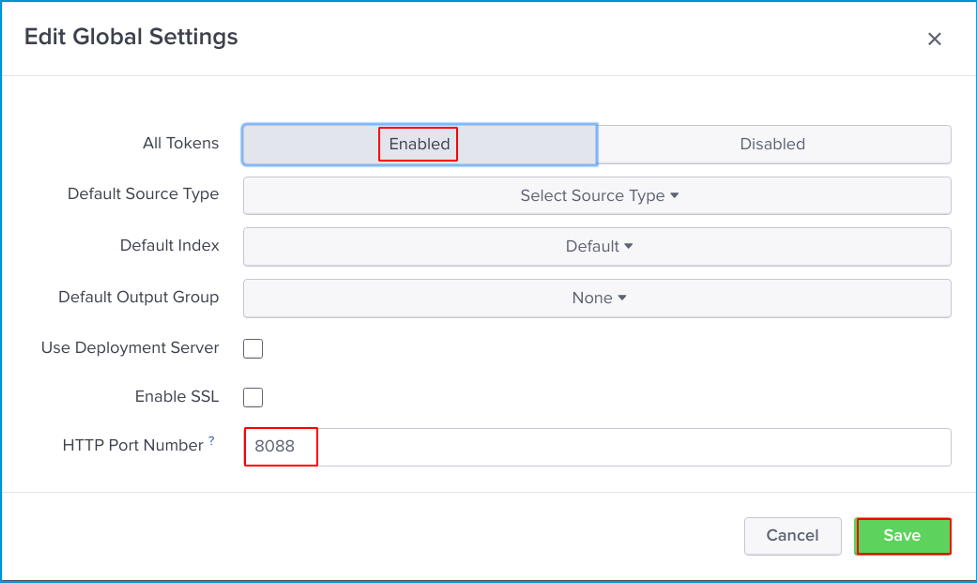 Edit Global Settings
All Tokens
Enabled
Disabled
Default Source Type
Select Source Type
Default Index
Default
Default Output Group
None
Use Deployment Server
Enable SSL
HTTP Port Number ?
8088
Cancel
Save